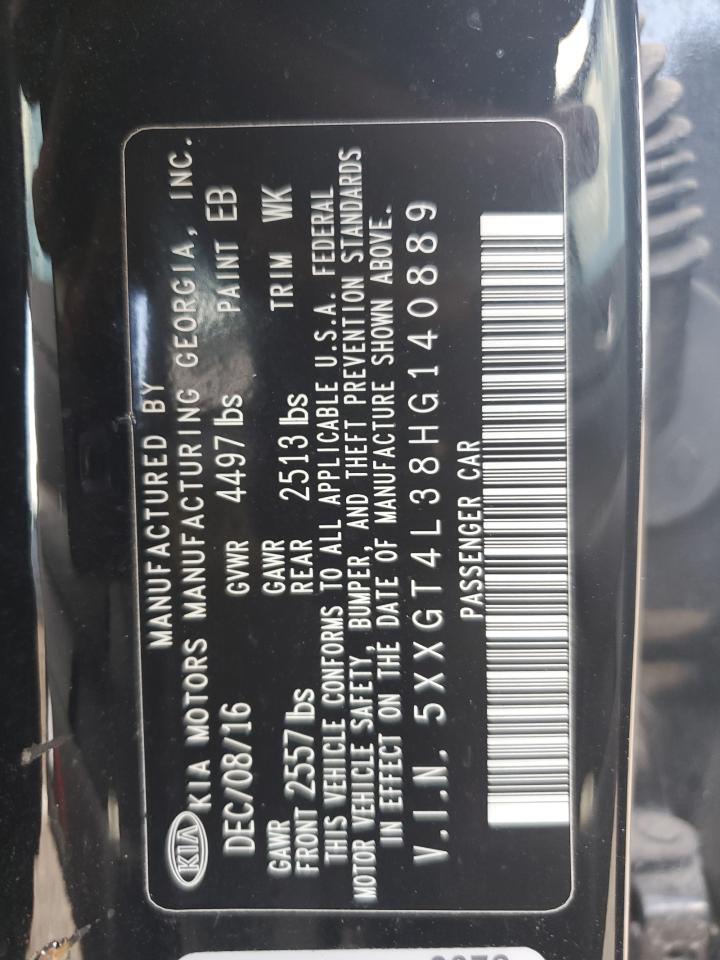 MANUFACTURED BY
KIA KIA MOTORS MANUFACTURING GEORGIA, INC.
DEC/08/16 GVWR 4497 lbs PAINT EB
GAWR GAWR
FRONT 2557 lbs REAR 2513 lbs TRIM WK
THIS VEHICLE CONFORMS TO ALL APPLICABLE U.S.A. FEDERAL
MOTOR VEHICLE SAFETY, BUMPER, AND THEFT PREVENTION STANDARDS
IN EFFECT ON THE DATE OF MANUFACTURE SHOWN ABOVE.
V.I.N. 5XXGT4L38HG140889
PASSENGER CAR